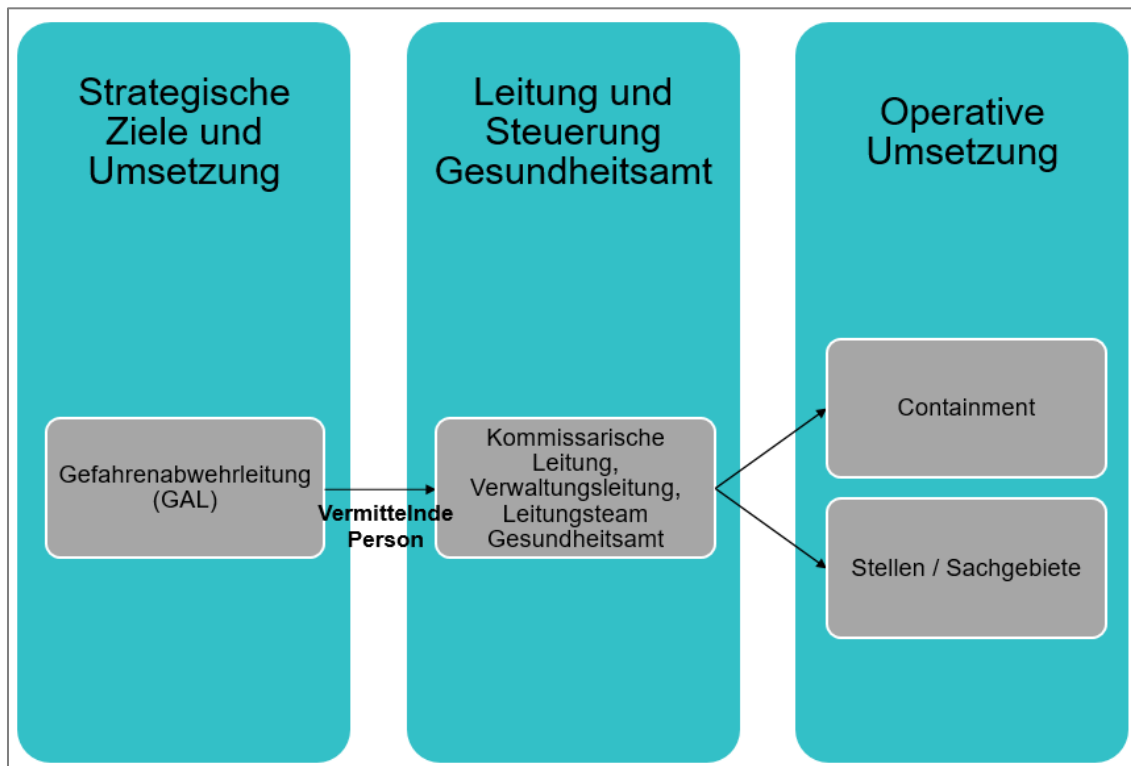 Strategische
Ziele und
Umsetzung
Gefahrenabwehrleitung
(GAL)
Vermittelnde
Person
Leitung und
Steuerung
Gesundheitsamt
Kommissarische
Leitung,
Verwaltungsleitung,
Leitungsteam
Gesundheitsamt
Operative
Umsetzung
Containment
Stellen / Sachgebiete